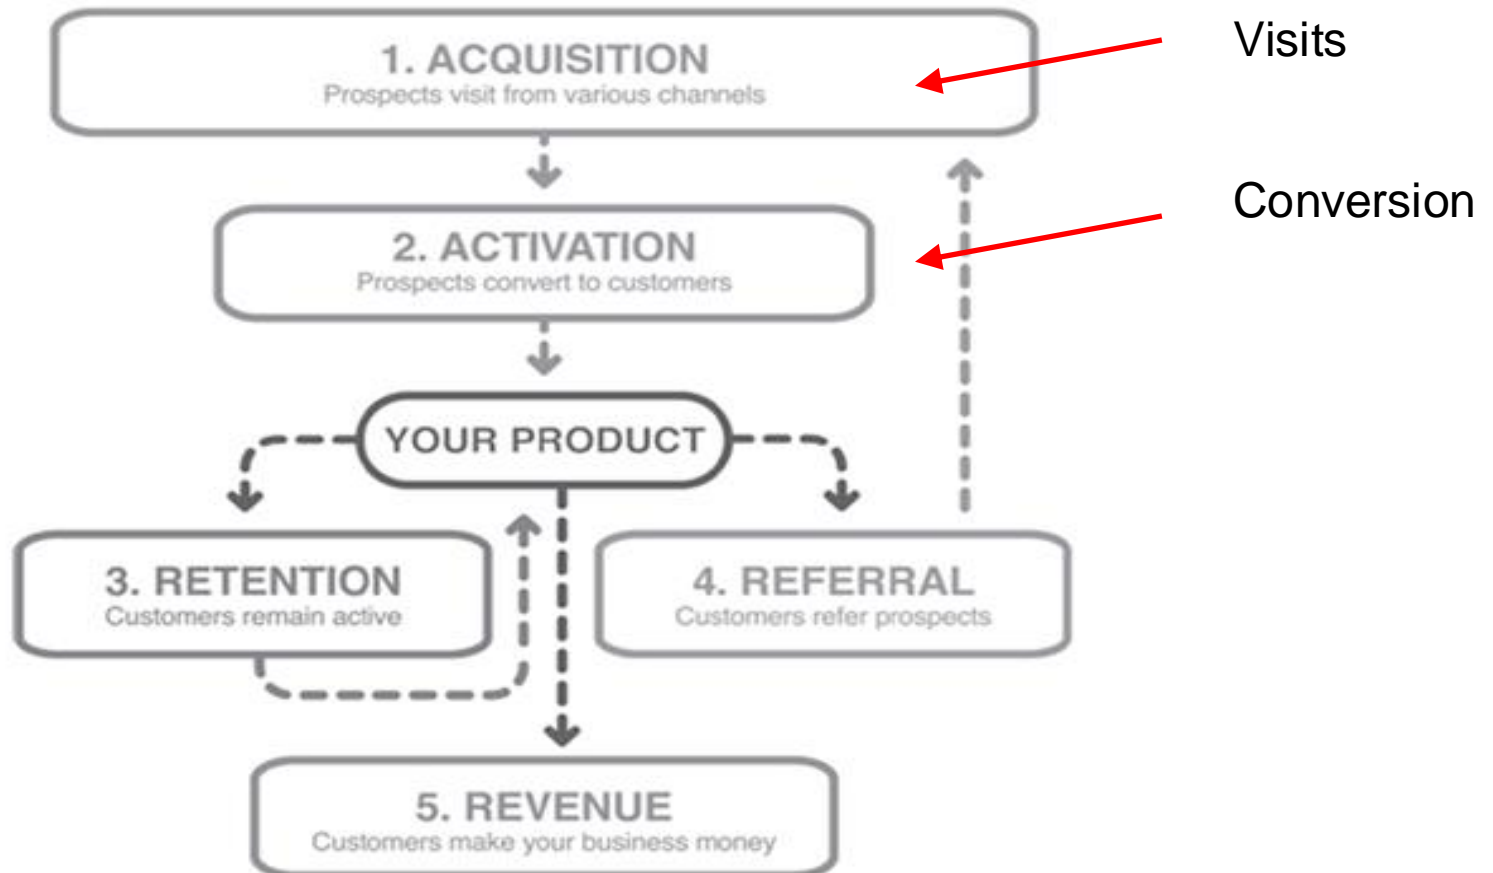 1. ACQUISITION
Prospects visit from various channels
Visits
2. ACTIVATION
Prospects convert to customers
Conversion
YOUR PRODUCT
3. RETENTION
Customers remain active
4. REFERRAL
Customers refer prospects
5. REVENUE
Customers make your business money